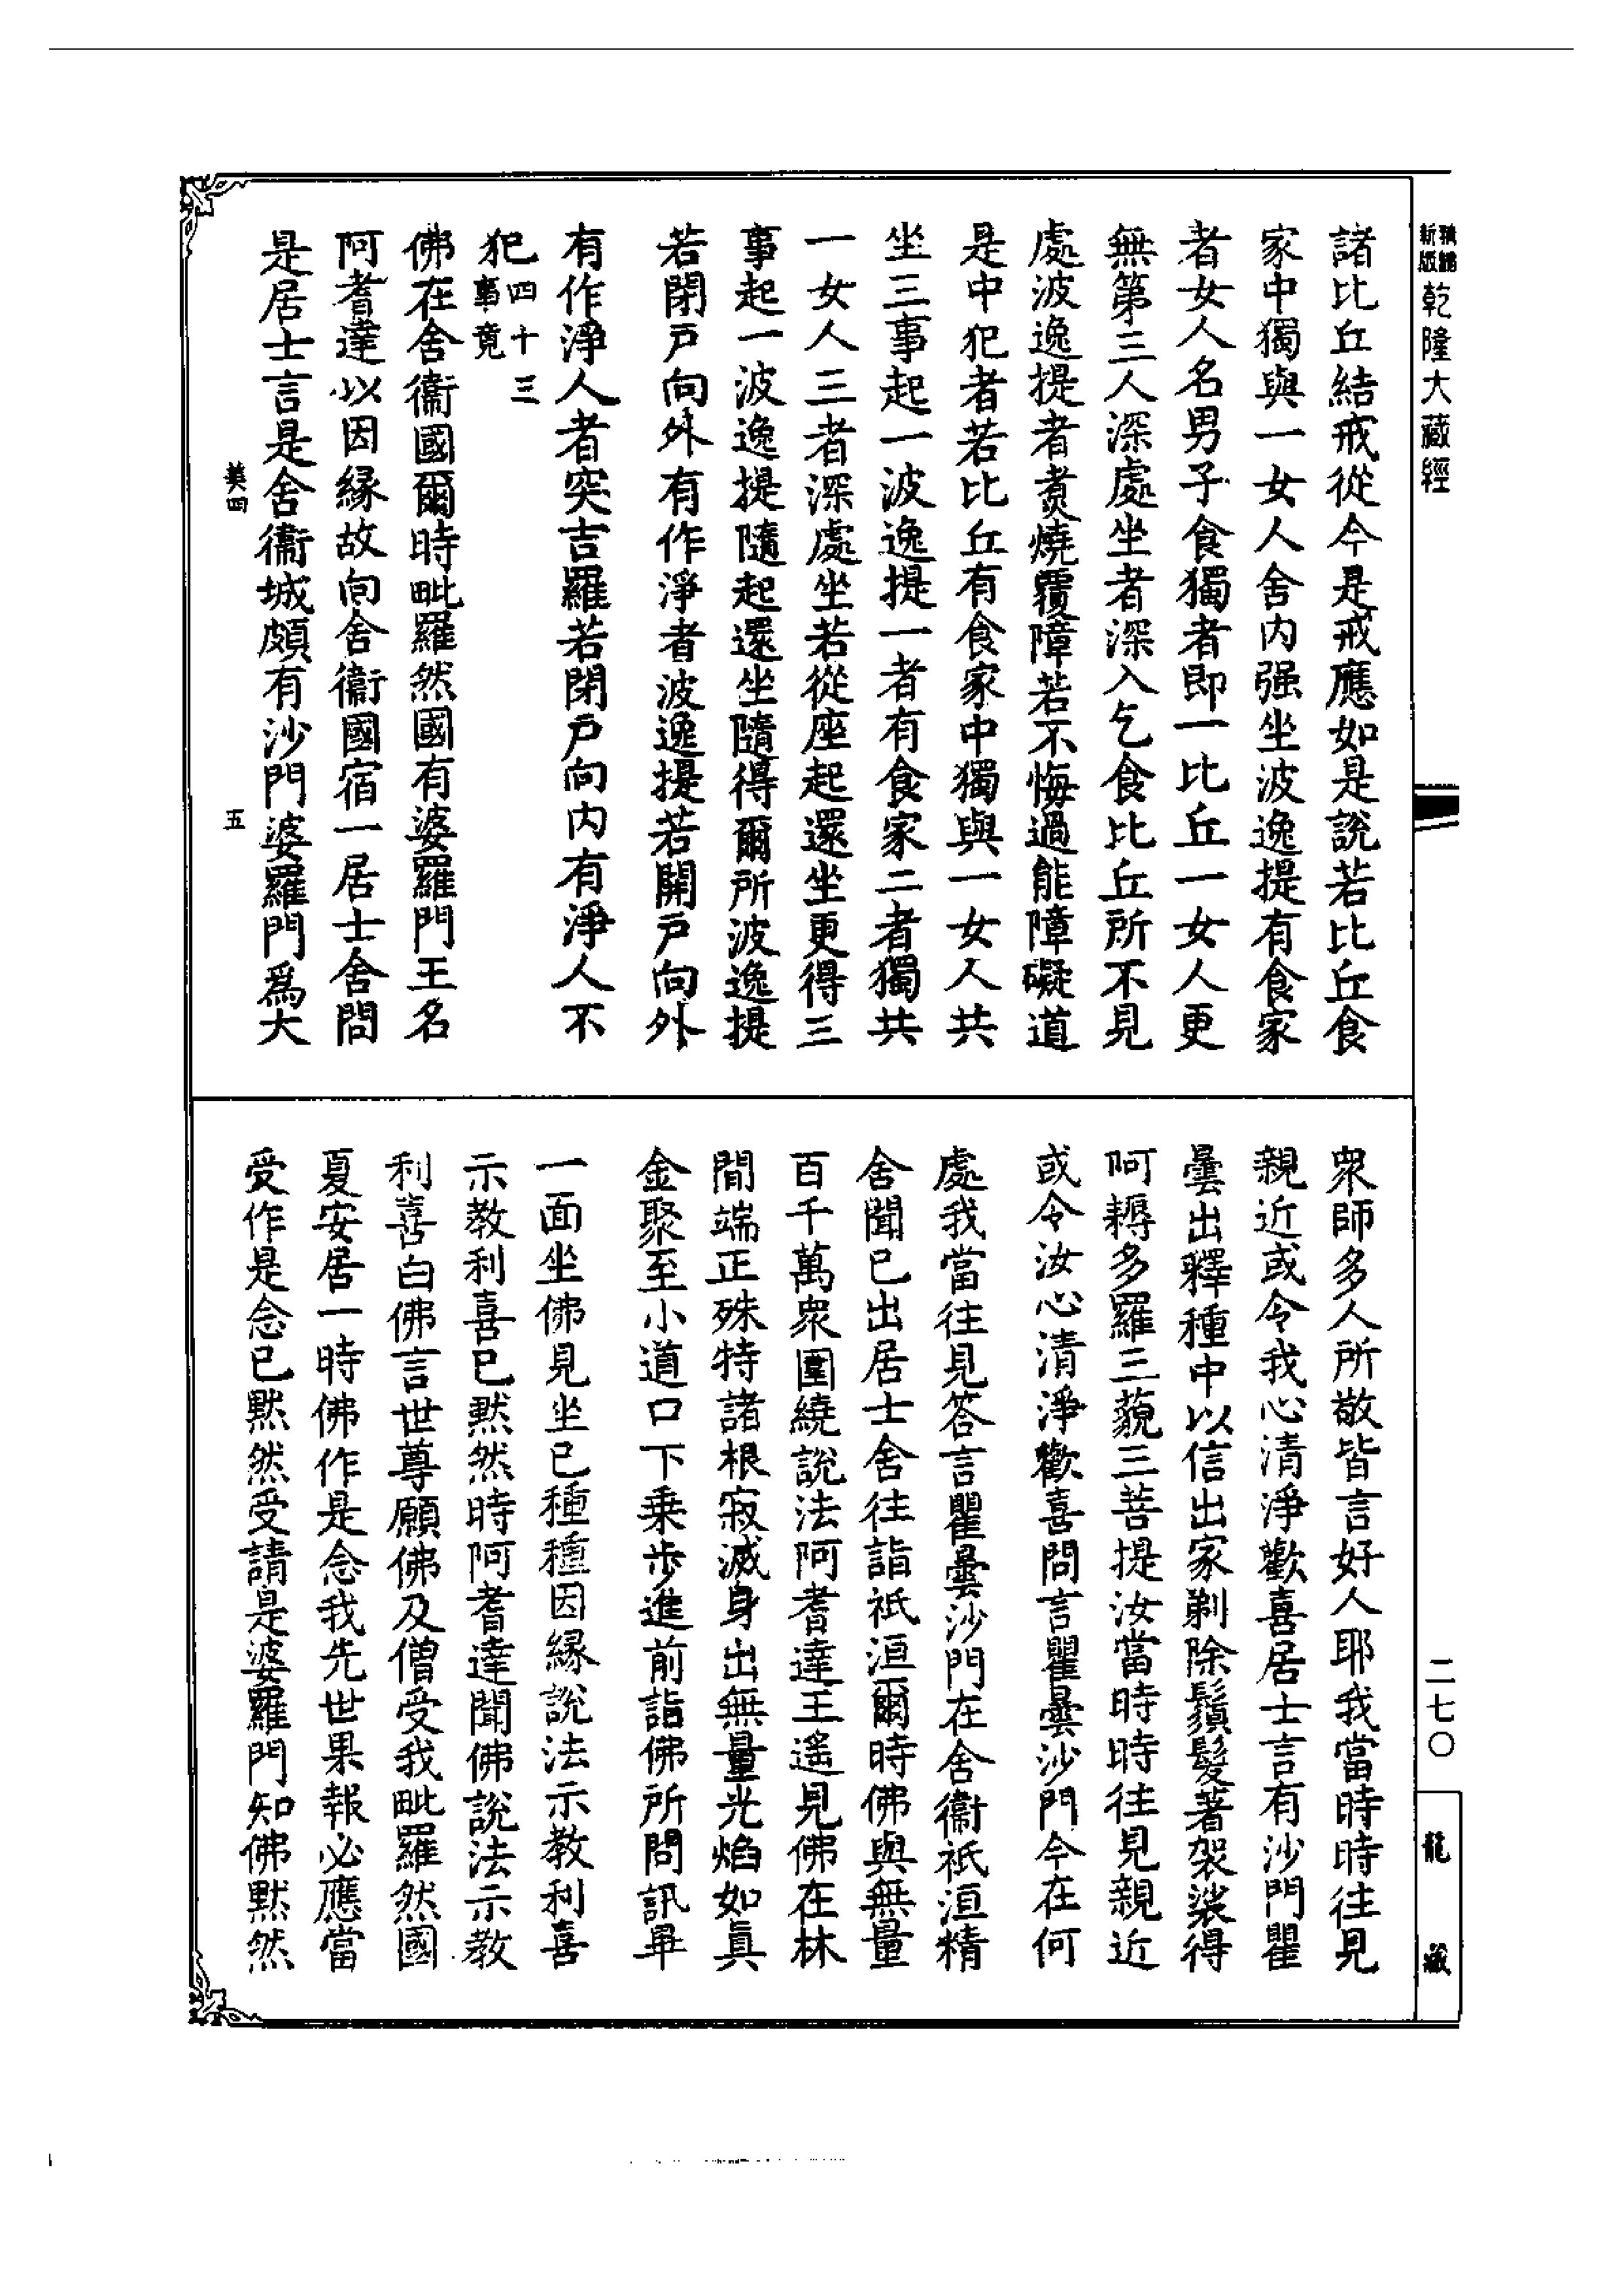 新版精鏽乾隆大藏經
諸比丘結戒從今是戒應如是說若比丘食
家中獨與一女人舍內强坐波逸提有食家
者女人名男子食獨者即一比丘一女人更
無第三人深處坐者深入乞食比丘所不見
處波逸提者煑燒覆障若不悔過能障礙道
是中犯者若比丘有食家中獨與一女人共
坐三事起一波逸提一者有食家二者獨共
一女人三者深處坐若從座起還坐更得三
事起一波逸提隨起還坐隨得爾所波逸提
若閉戶向外有作淨者波逸提若開戶向外
有作淨人者突吉羅若閉戶向內有淨人不
犯四十三事竟
佛在舍衞國爾時毗羅然國有婆羅門王名
阿耆達以因緣故向舍衞國宿一居士舍問
是居士言是舍衞城頗有沙門婆羅門爲大
英四
五
衆師多人所敬皆言好人耶我當時時往見
親近或令我心清淨歡喜居士言有沙門瞿
曇出釋種中以信出家剃除鬚髮著袈裟得
阿耨多羅三藐三菩提汝當時時往見親近
或令汝心清淨歡喜問言瞿曇沙門今在何
處我當往見答言瞿曇沙門在舍衞祇洹精
舍聞已出居士舍往詣祇洹爾時佛與無量
百千萬衆圍繞說法阿耆達王遙見佛在林
間端正殊特諸根寂滅身出無量光焰如眞
金聚至小道口下乗步進前詣佛所問訊畢
一面坐佛見坐已種種因緣說法示教利喜
示教利喜已默然時阿耆達聞佛說法示教
利喜白佛言世尊願佛及僧受我毗羅然國
夏安居一時佛作是念我先世果報必應當
受作是念已默然受請是婆羅門知佛默然
二七〇
龍藏